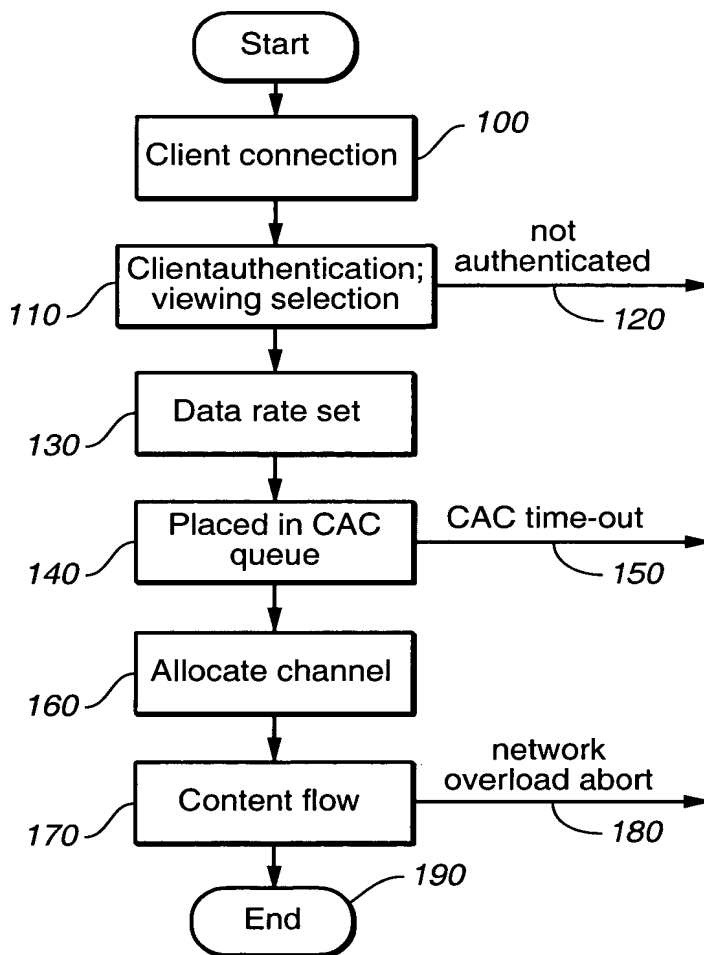 Start
Client connection
100
Clientauthentication;
viewing selection
110
not
authenticated
120
Data rate set
130
Placed in CAC
queue
140
CAC time-out
150
Allocate channel
160
Content flow
170
network
overload abort
180
End
190